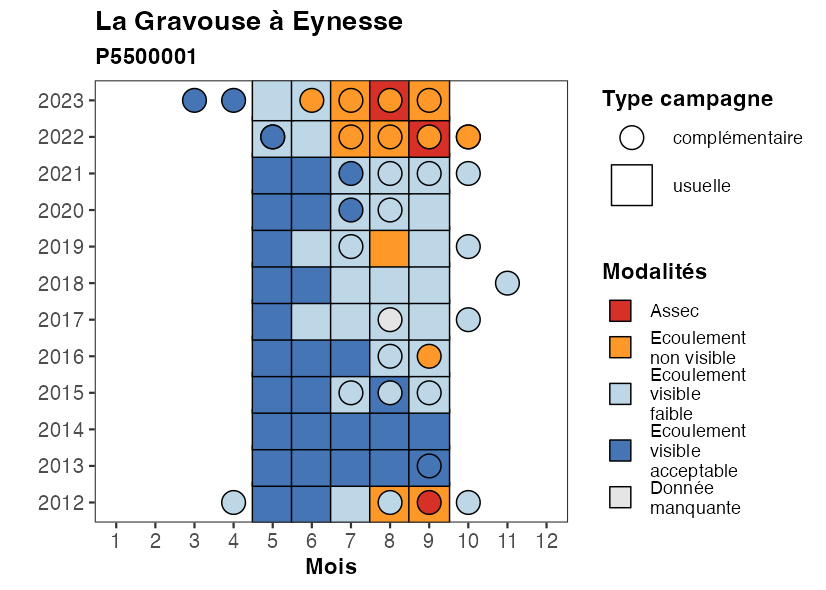 La Gravouse à Eynesse
P5500001
2023
2022
2021
2020
2019
2018
2017
2016
2015
2014
2013
2012
1 2 3 4 5 6 7 8 9 10 11 12
Mois
Type campagne
complémentaire
usuelle
Modalités
Assec
Ecoulement
non visible
Ecoulement
visible
faible
Ecoulement
visible
acceptable
Donnée
manquante